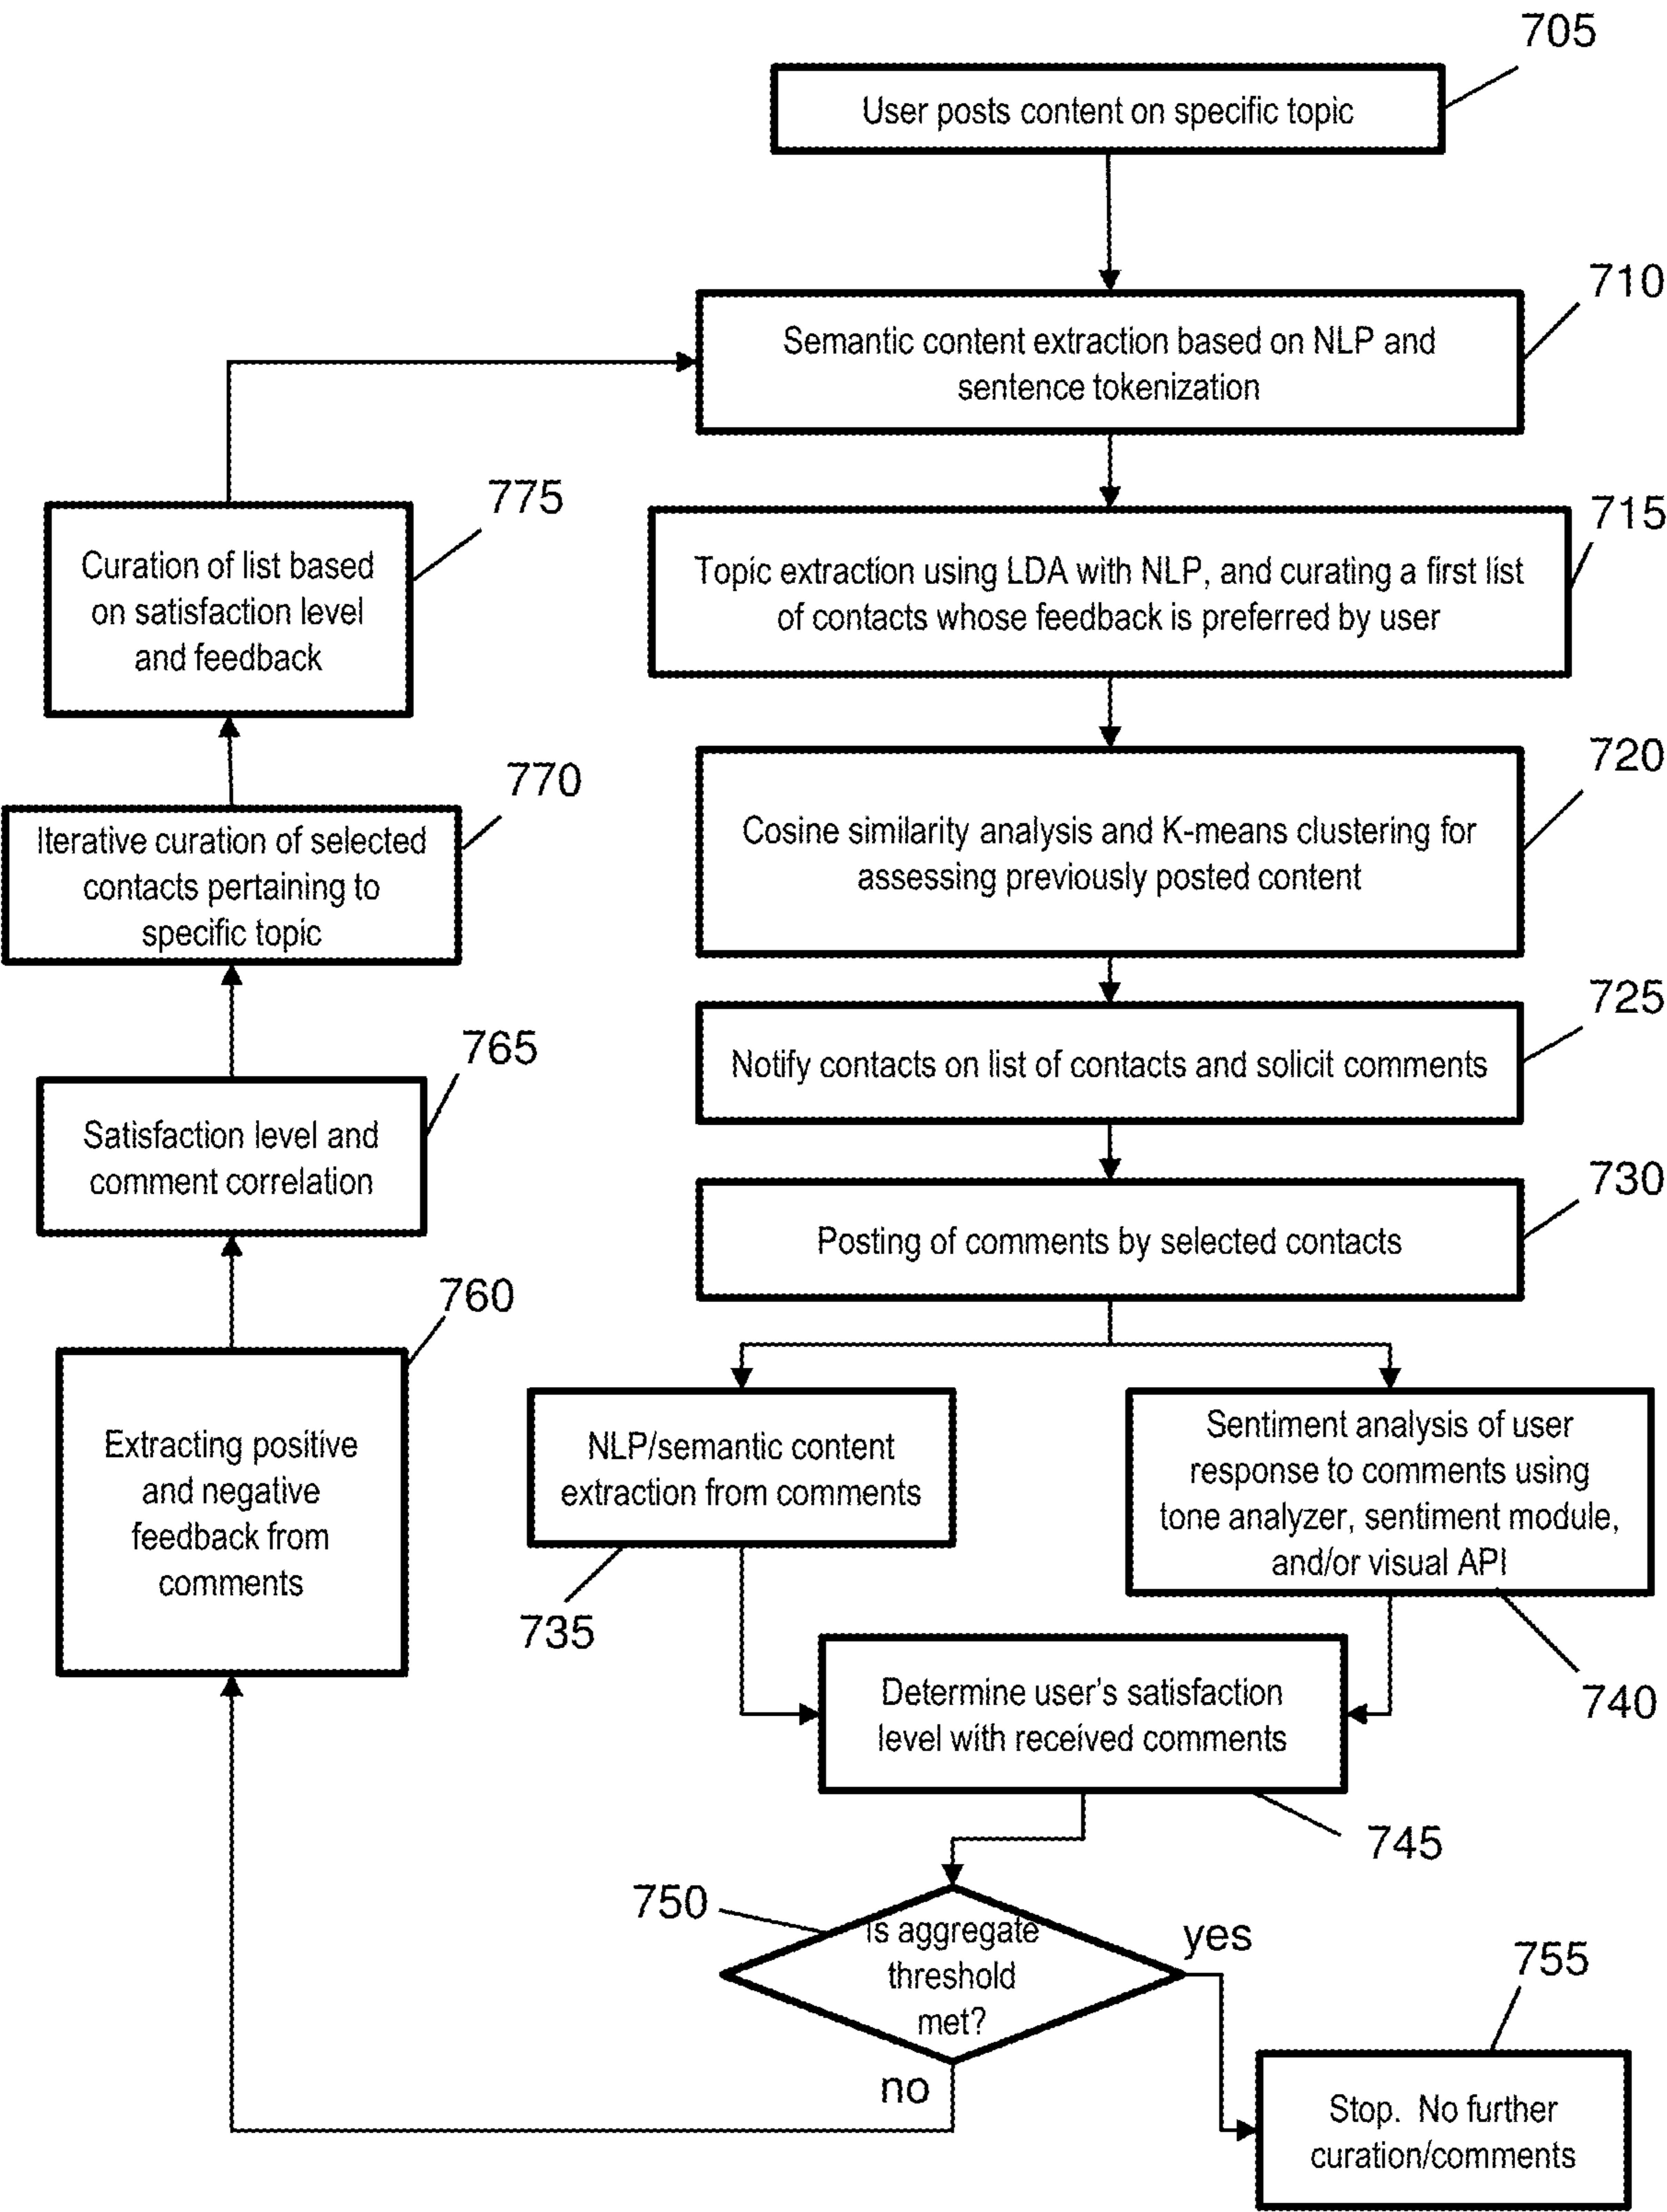 705
User posts content on specific topic
710
Semantic content extraction based on NLP and
sentence tokenization
775
Curation of list based
on satisfaction level
and feedback
715
Topic extraction using LDA with NLP, and curating a first list
of contacts whose feedback is preferred by user
720
Cosine similarity analysis and K-means clustering for
assessing previously posted content
770
Iterative curation of selected
contacts pertaining to
specific topic
725
Notify contacts on list of contacts and solicit comments
765
Satisfaction level and
comment correlation
730
Posting of comments by selected contacts
760
Extracting positive
and negative
feedback from
comments
NLP/semantic content
extraction from comments
735
Sentiment analysis of user
response to comments using
tone analyzer, sentiment module,
and/or visual API
740
Determine user's satisfaction
level with received comments
745
750
Is aggregate
threshold
met?
yes
no
755
Stop. No further
curation/comments